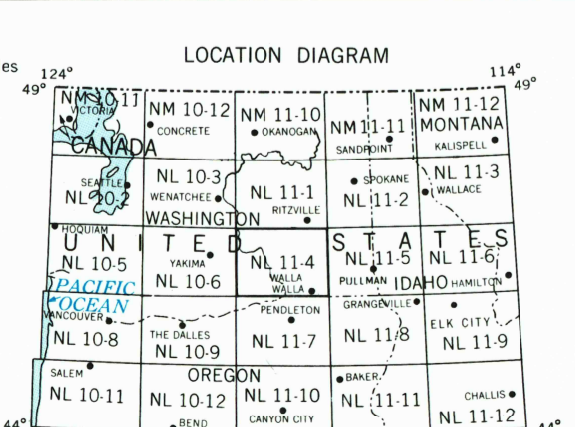 LOCATION DIAGRAM
es
124° 114°
49° 49°
NM 10-11 NM 10-12 NM 11-10 NM 11-11 NM 11-12
VICTORIA CONCRETE OKANOGAN SANDPOINT MONTANA
CANADA KALISPELL
SEATTLE NL 10-3 NL 11-1 SPOKANE NL 11-3
NL 10-2 WENATCHEE RITZVILLE NL 11-2 WALLACE
WASHINGTON
HOQUIAM
UNITED STATES
NL 10-5 YAKIMA NL 11-4 NL 11-5 NL 11-6
NL 10-6 WALLA WALLA PULLMAN IDAHO HAMILTON
PACIFIC OCEAN
VANCOUVER PENDLETON GRANGEVILLE ELK CITY
NL 10-8 THE DALLES NL 11-7 NL 11-8 NL 11-9
NL 10-9
SALEM OREGON BAKER
NL 10-11 NL 10-12 NL 11-10 NL 11-11 CHALLIS
BEND CANYON CITY NL 11-12
44° 44°